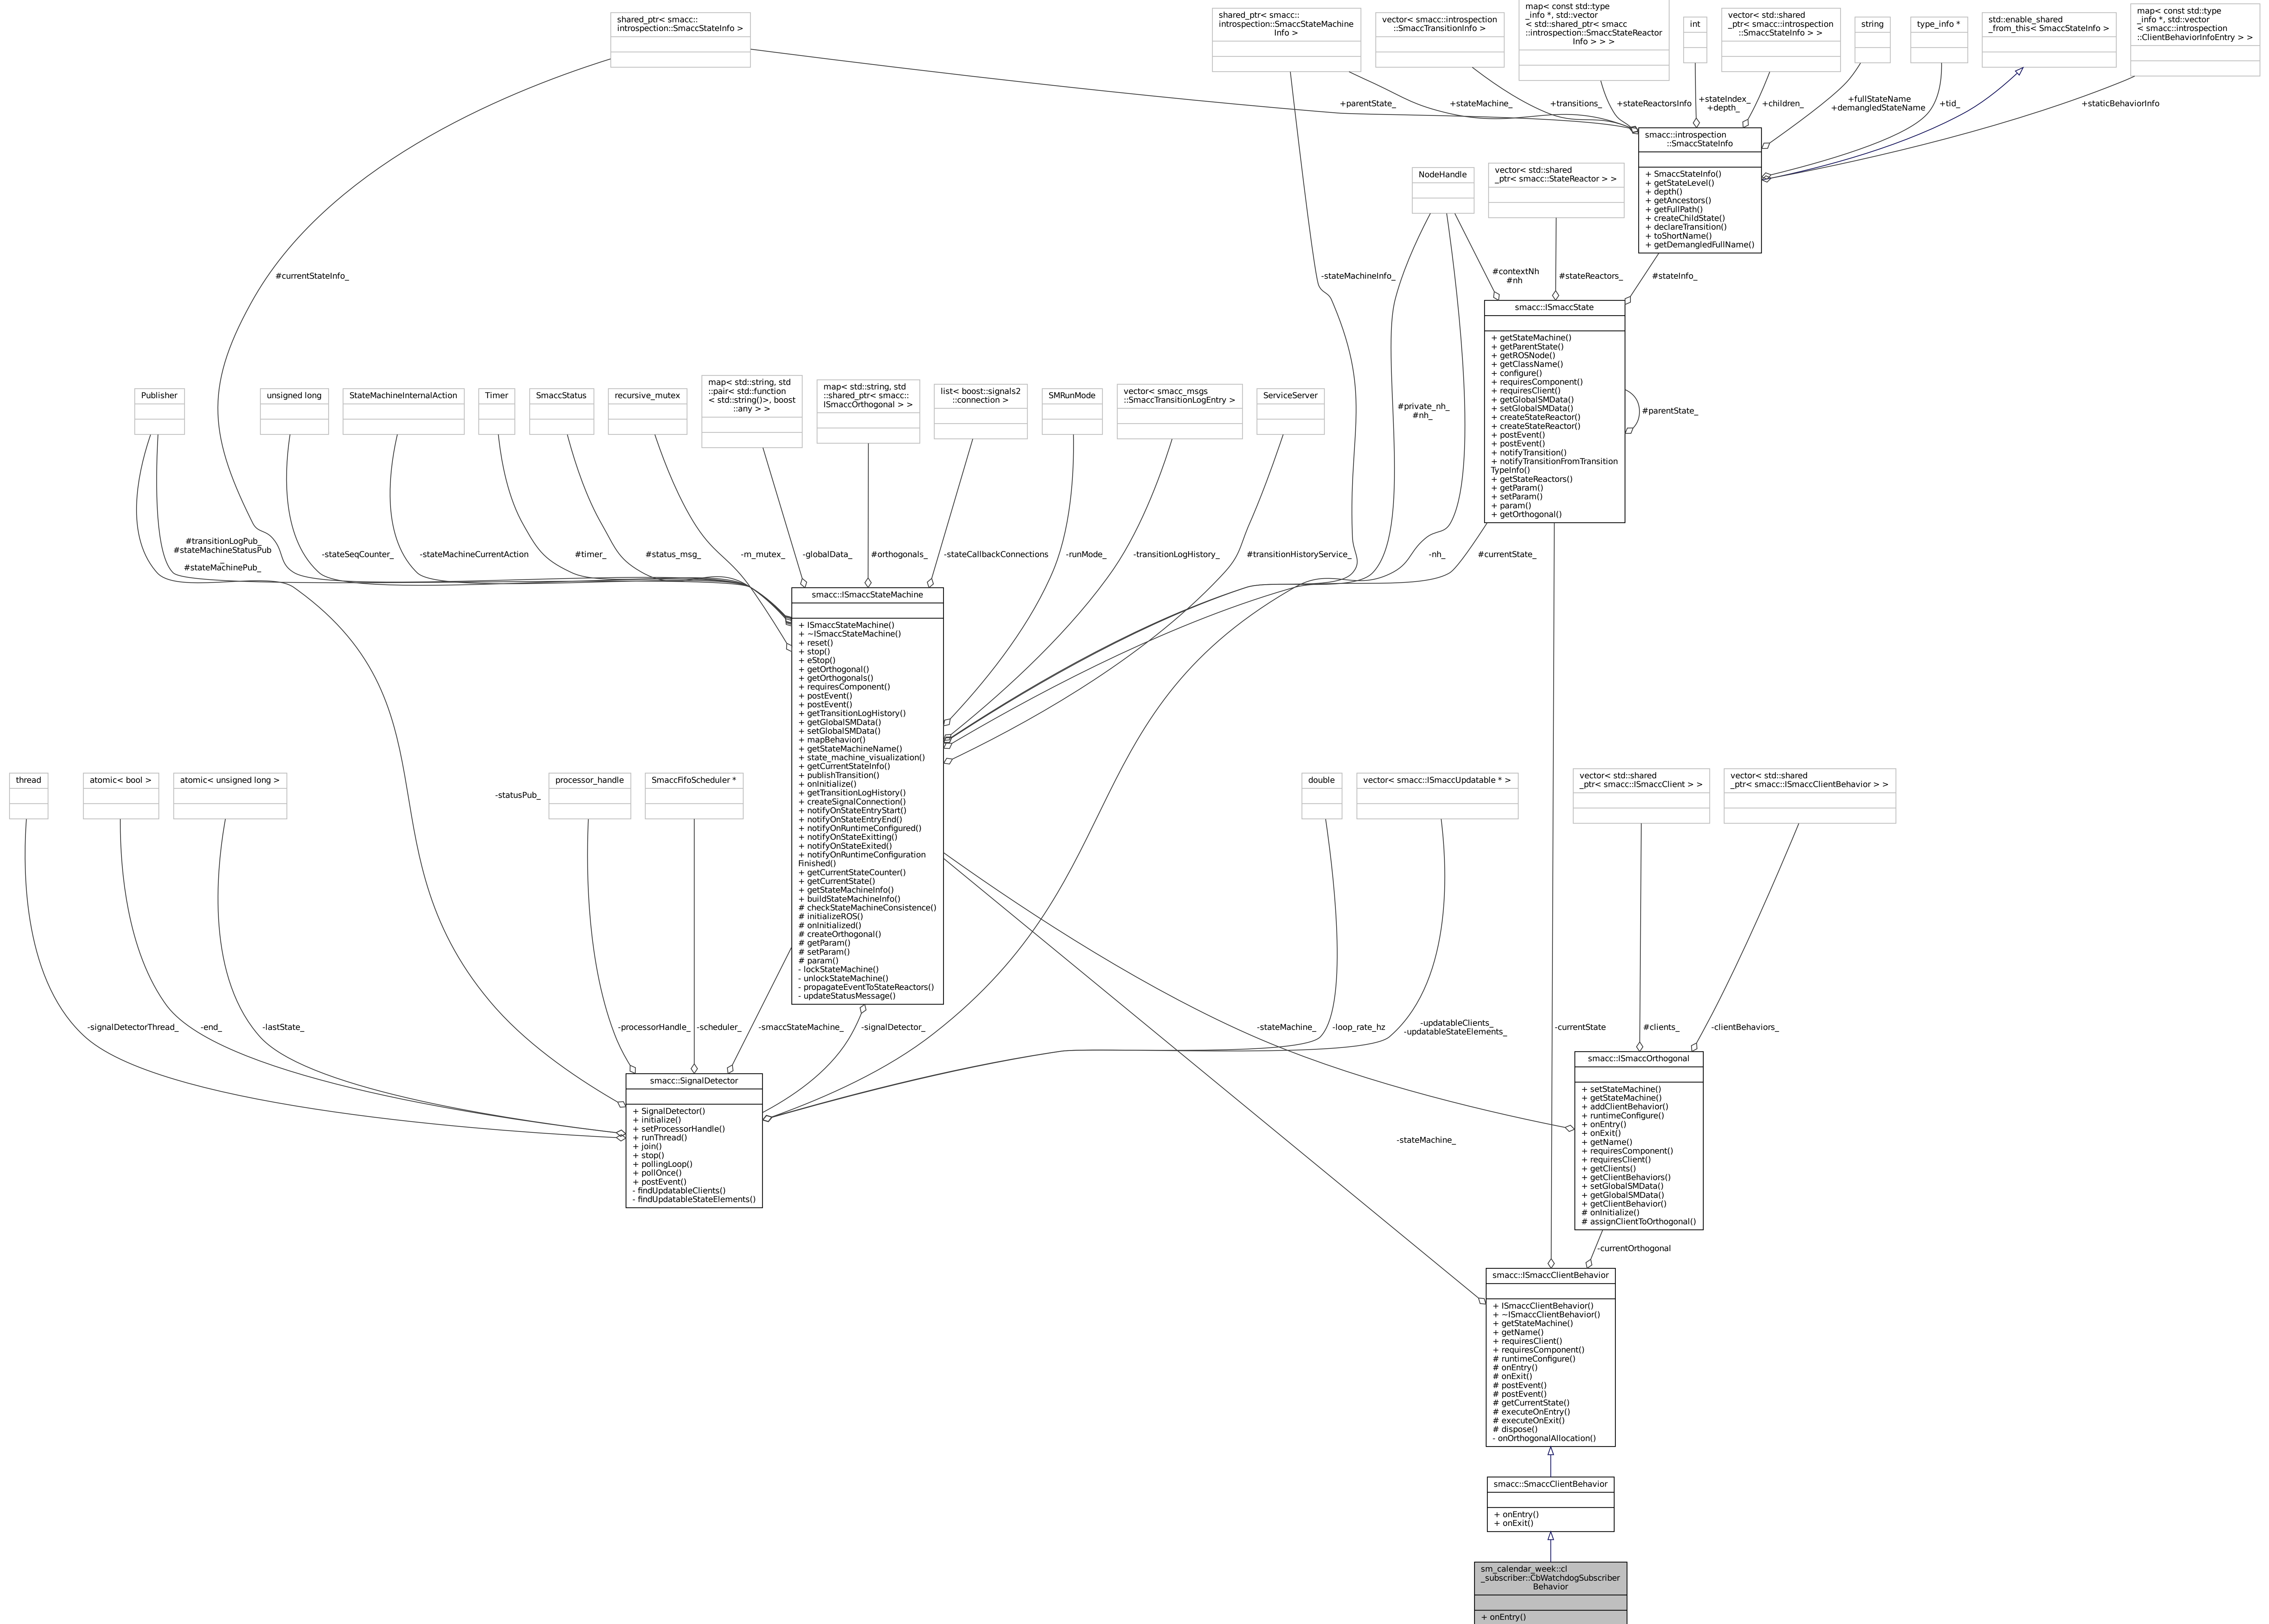 shared_ptr< smacc::
introspection::SmaccStateInfo >
shared_ptr< smacc::
introspection::SmaccStateMachine
Info >
vector< smacc::introspection
::SmaccTransitionInfo >
map< const std::type
_info *, std::vector
< std::shared_ptr< smacc
::introspection::SmaccStateReactor
Info > > >
int
vector< std::shared
_ptr< smacc::introspection
::SmaccStateInfo > >
string
type_info *
std::enable_shared
_from_this< SmaccStateInfo >
map< const std::type
_info *, std::vector
< smacc::introspection
::ClientBehaviorInfoEntry > >
+parentState_
+stateMachine_
+transitions_
+stateReactorsInfo
+stateIndex_
+depth_
+children_
+fullStateName
+demangledStateName
+tid_
+staticBehaviorInfo
smacc::introspection
::SmaccStateInfo
+ SmaccStateInfo()
+ getStateLevel()
+ depth()
+ getAncestors()
+ getFullPath()
+ createChildState()
+ declareTransition()
+ toShortName()
+ getDemangledFullName()
NodeHandle
vector< std::shared
_ptr< smacc::StateReactor > >
#currentStateInfo_
-stateMachineInfo_
#contextNh
#nh
#stateReactors_
#stateInfo_
smacc::ISmaccState
+ getStateMachine()
+ getParentState()
+ getROSNode()
+ getClassName()
+ configure()
+ requiresComponent()
+ requiresClient()
+ getGlobalSMData()
+ setGlobalSMData()
+ createStateReactor()
+ createStateReactor()
+ postEvent()
+ postEvent()
+ notifyTransition()
+ notifyTransitionFromTransition
TypeInfo()
+ getStateReactors()
+ getParam()
+ setParam()
+ param()
+ getOrthogonal()
#parentState_
#private_nh_
#nh_
Publisher
unsigned long
StateMachineInternalAction
Timer
SmaccStatus
recursive_mutex
map< std::string, std
::pair< std::function
< std::string()>, boost
::any > >
map< std::string, std
::shared_ptr< smacc::
ISmaccOrthogonal > >
list< boost::signals2
::connection >
SMRunMode
vector< smacc_msgs
::SmaccTransitionLogEntry >
ServiceServer
#transitionLogPub_
#stateMachineStatusPub
_
#stateMachinePub_
-stateSeqCounter_
-stateMachineCurrentAction
#timer_
#status_msg_
-m_mutex_
-globalData_
#orthogonals_
-stateCallbackConnections
-runMode_
-transitionLogHistory_
#transitionHistoryService_
-nh_
#currentState_
smacc::ISmaccStateMachine
+ ISmaccStateMachine()
+ ~ISmaccStateMachine()
+ reset()
+ stop()
+ eStop()
+ getOrthogonal()
+ getOrthogonals()
+ requiresComponent()
+ postEvent()
+ postEvent()
+ getTransitionLogHistory()
+ getGlobalSMData()
+ setGlobalSMData()
+ mapBehavior()
+ getStateMachineName()
+ state_machine_visualization()
+ getCurrentStateInfo()
+ publishTransition()
+ onInitialize()
+ getTransitionLogHistory()
+ createSignalConnection()
+ notifyOnStateEntryStart()
+ notifyOnStateEntryEnd()
+ notifyOnRuntimeConfigured()
+ notifyOnStateExitting()
+ notifyOnStateExited()
+ notifyOnRuntimeConfiguration
Finished()
+ getCurrentStateCounter()
+ getCurrentState()
+ getStateMachineInfo()
+ buildStateMachineInfo()
# checkStateMachineConsistence()
# initializeROS()
# onInitialized()
# createOrthogonal()
# getParam()
# setParam()
# param()
- lockStateMachine()
- unlockStateMachine()
- propagateEventToStateReactors()
- updateStatusMessage()
thread
atomic< bool >
atomic< unsigned long >
-statusPub_
processor_handle
SmaccFifoScheduler *
double
vector< smacc::ISmaccUpdatable * >
vector< std::shared
_ptr< smacc::ISmaccClient > >
vector< std::shared
_ptr< smacc::ISmaccClientBehavior > >
-signalDetectorThread_
-end_
-lastState_
-processorHandle_
-scheduler_
-smaccStateMachine_
-signalDetector_
-stateMachine_
-loop_rate_hz
-updatableClients_
-updatableStateElements_
-currentState
#clients_
-clientBehaviors_
smacc::SignalDetector
+ SignalDetector()
+ initialize()
+ setProcessorHandle()
+ runThread()
+ join()
+ stop()
+ pollingLoop()
+ pollOnce()
+ postEvent()
- findUpdatableClients()
- findUpdatableStateElements()
smacc::ISmaccOrthogonal
+ setStateMachine()
+ getStateMachine()
+ addClientBehavior()
+ runtimeConfigure()
+ onEntry()
+ onExit()
+ getName()
+ requiresComponent()
+ requiresClient()
+ getClients()
+ getClientBehaviors()
+ setGlobalSMData()
+ getGlobalSMData()
+ getClientBehavior()
# onInitialize()
# assignClientToOrthogonal()
-stateMachine_
-currentOrthogonal
smacc::ISmaccClientBehavior
+ ISmaccClientBehavior()
+ ~ISmaccClientBehavior()
+ getStateMachine()
+ getName()
+ requiresClient()
+ requiresComponent()
# runtimeConfigure()
# onEntry()
# onExit()
# postEvent()
# postEvent()
# getCurrentState()
# executeOnEntry()
# executeOnExit()
# dispose()
- onOrthogonalAllocation()
smacc::SmaccClientBehavior
+ onEntry()
+ onExit()
sm_calendar_week::cl
_subscriber::CbWatchdogSubscriber
Behavior
+ onEntry()